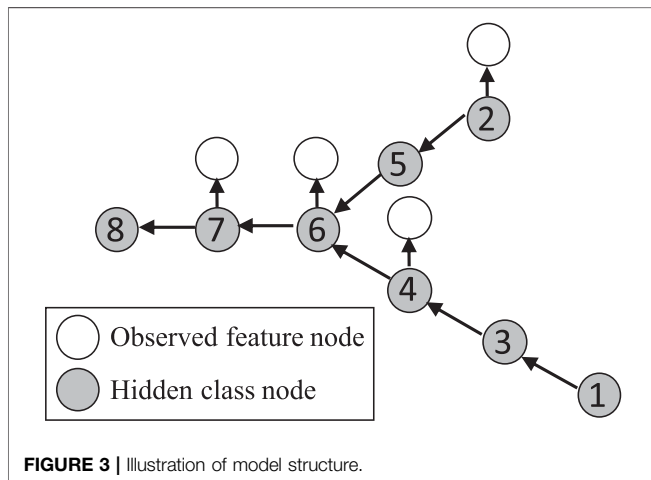 2
5
8
7
6
4
3
1
Observed feature node
Hidden class node
FIGURE 3 | Illustration of model structure.